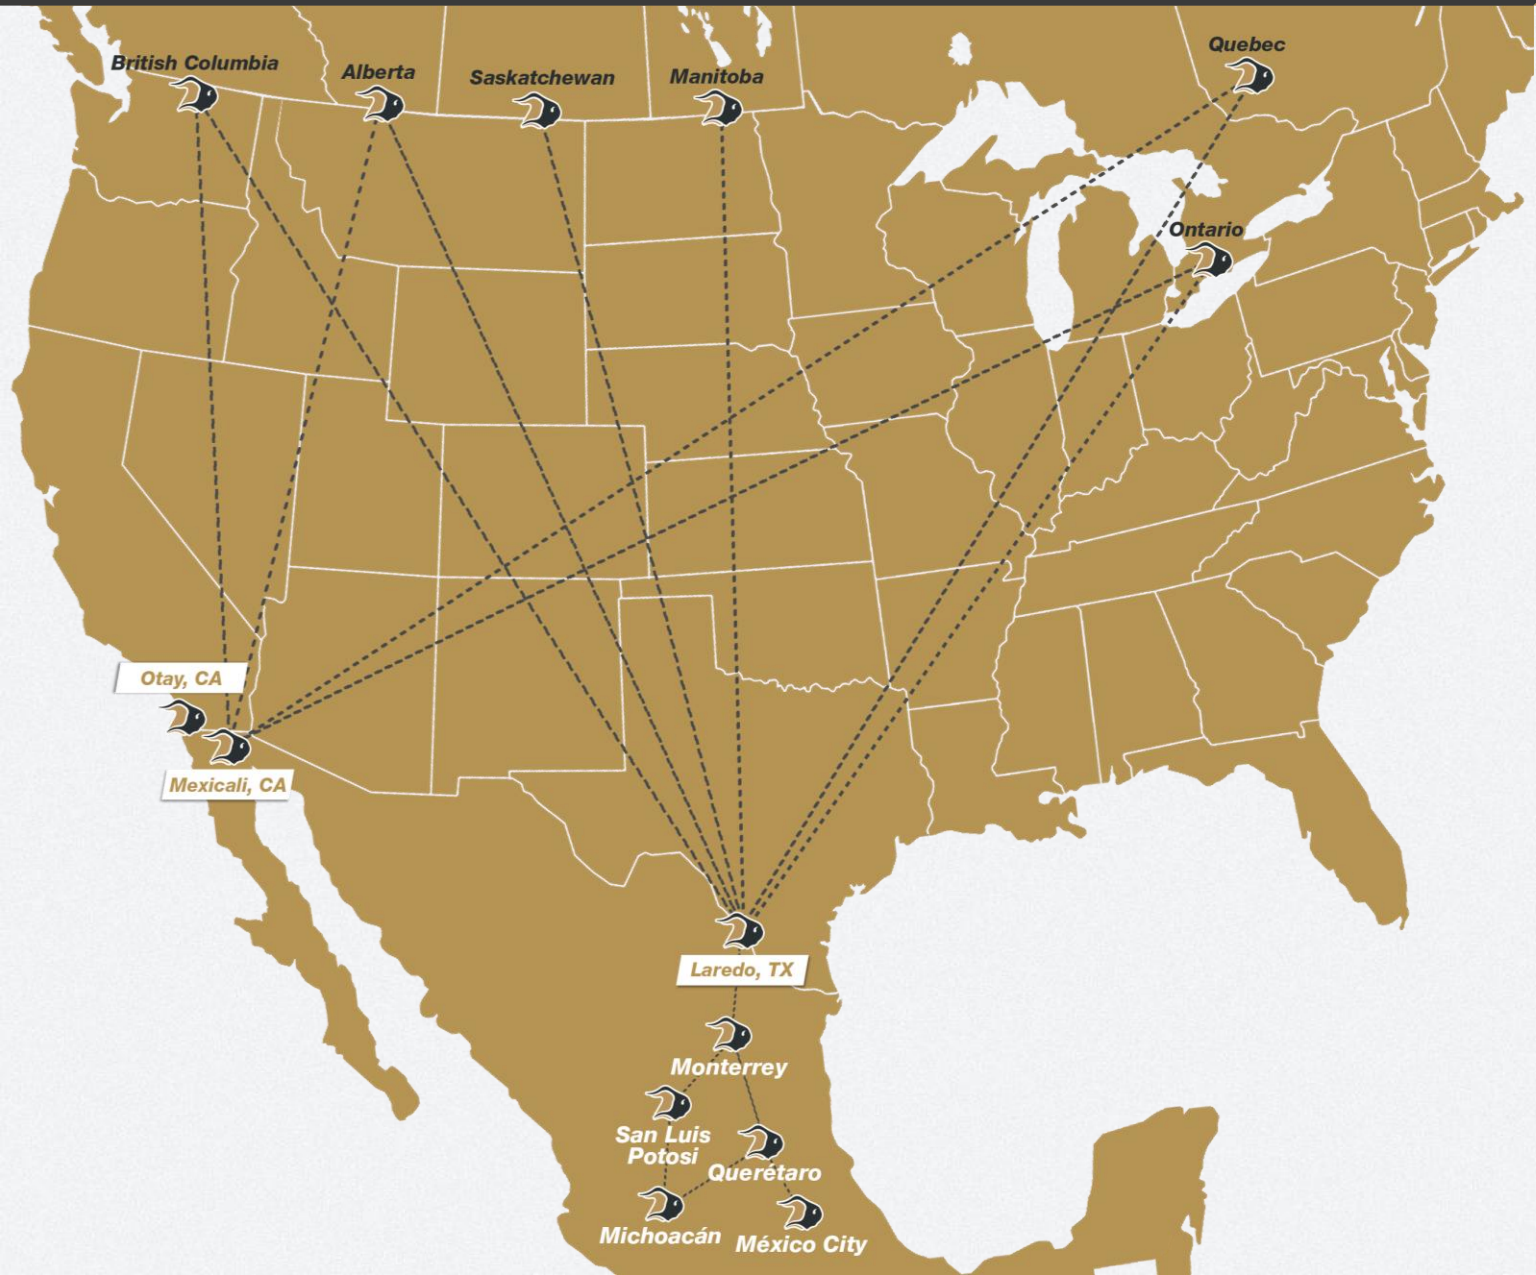 Quebec
British Columbia
Alberta
Saskatchewan
Manitoba
Ontario
Otay, CA
Mexicali, CA
Laredo, TX
Monterrey
San Luis
Potosi
Querétaro
Michoacán
México City